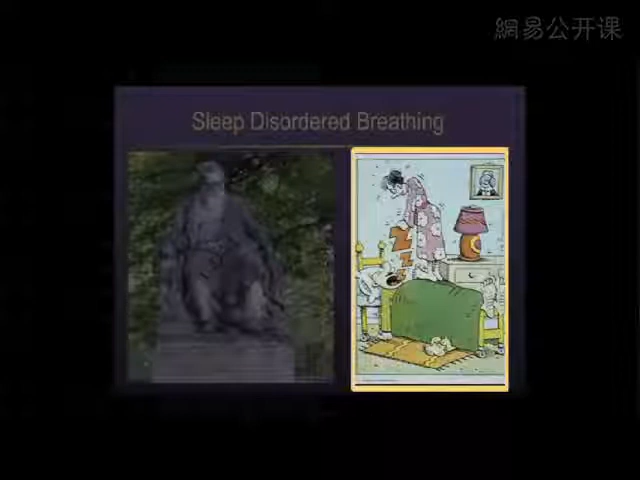 網易公开课
Sleep Disordered Breathing